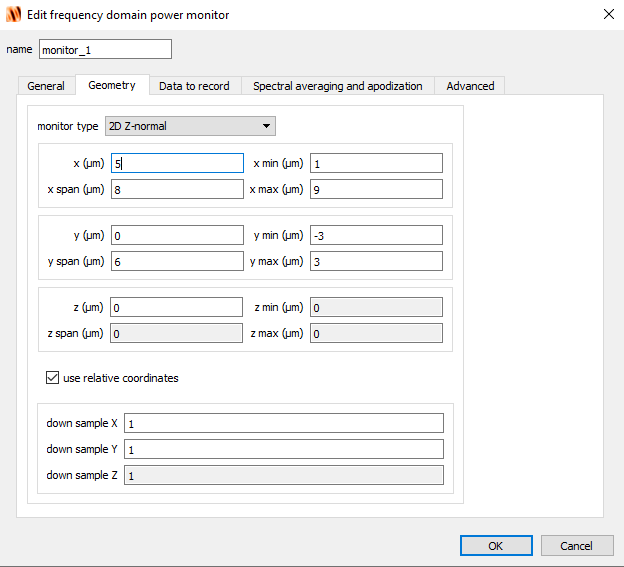 Edit frequency domain power monitor
name monitor_1
General Geometry Data to record Spectral averaging and apodization Advanced
monitor type 2D Z-normal
x (µm) 5 x min (µm) 1
x span (µm) 8 x max (µm) 9
y (µm) 0 y min (µm) -3
y span (µm) 6 y max (µm) 3
z (µm) 0 z min (µm) 0
z span (µm) 0 z max (µm) 0
use relative coordinates
down sample X 1
down sample Y 1
down sample Z 1
OK Cancel